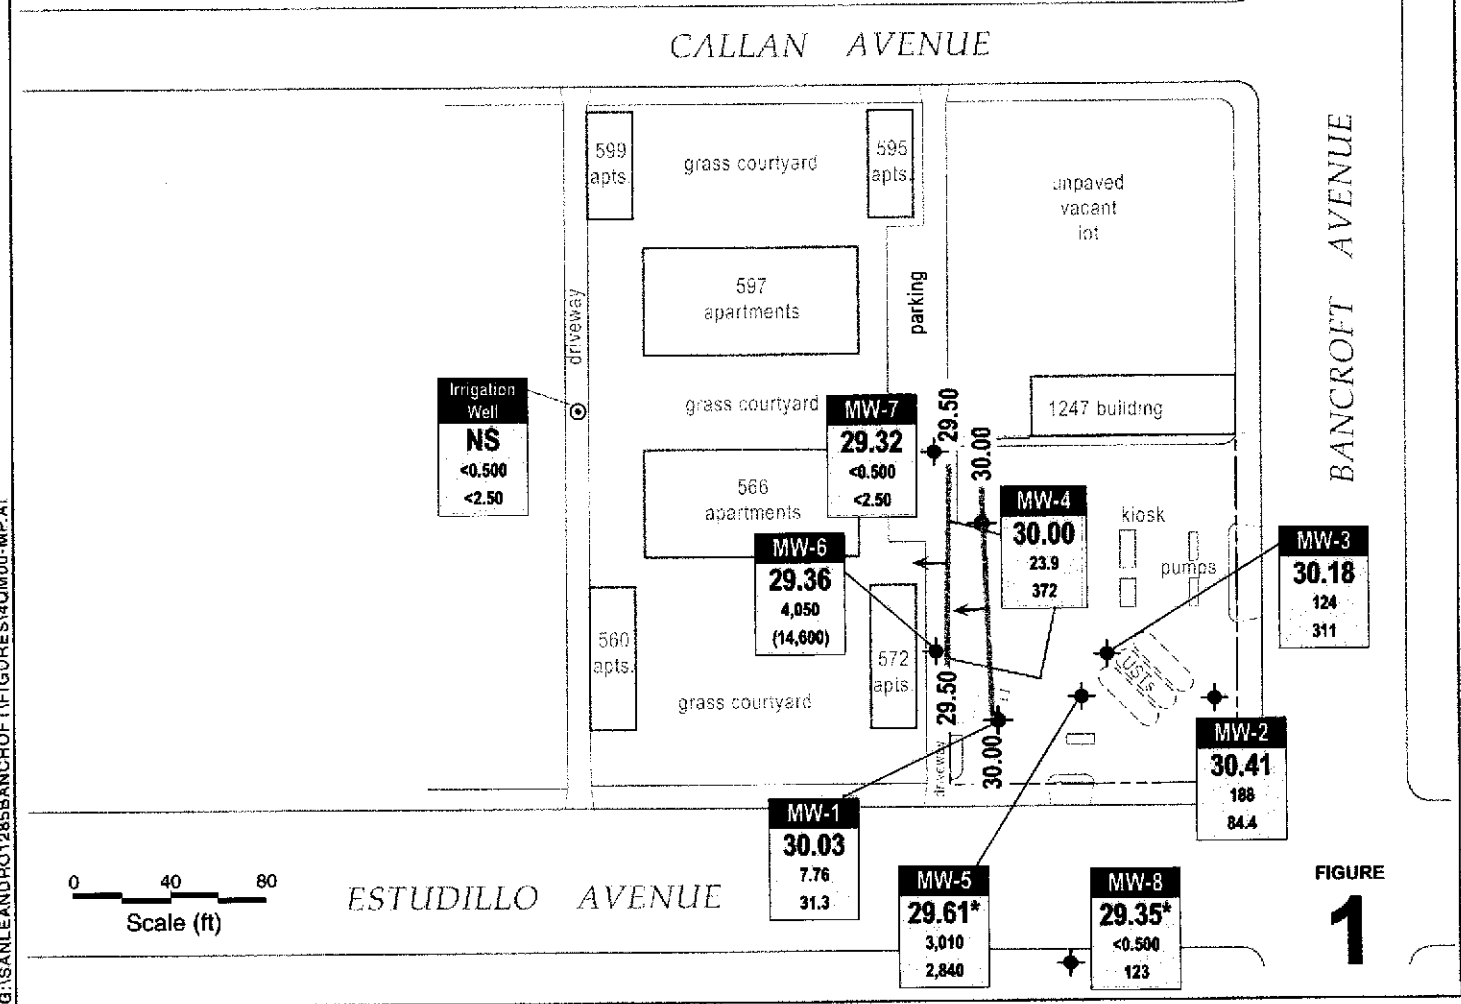 CALLAN AVENUE
BANCROFT AVENUE
599
apts.
grass courtyard
595
apts.
unpaved
vacant
lot
597
apartments
parking
driveway
Irrigation
Well
NS
<0.500
<2.50
grass courtyard
MW-7
29.32
<0.500
<2.50
29.50
30.00
1247 building
566
apartments
MW-4
30.00
23.9
372
kiosk
pumps
MW-3
30.18
124
311
MW-6
29.36
4,050
(14,600)
560
apts.
572
apts.
grass courtyard
29.50
30.00
driveway
USTs
MW-2
30.41
188
84.4
MW-1
30.03
7.76
31.3
MW-5
29.61*
3,010
2,840
MW-8
29.35*
<0.500
123
0 40 80
Scale (ft)
ESTUDILLO AVENUE
FIGURE
1
G:\SANLEANDRO1285BANCROFT\FIGURES\4QM00-MP.AI